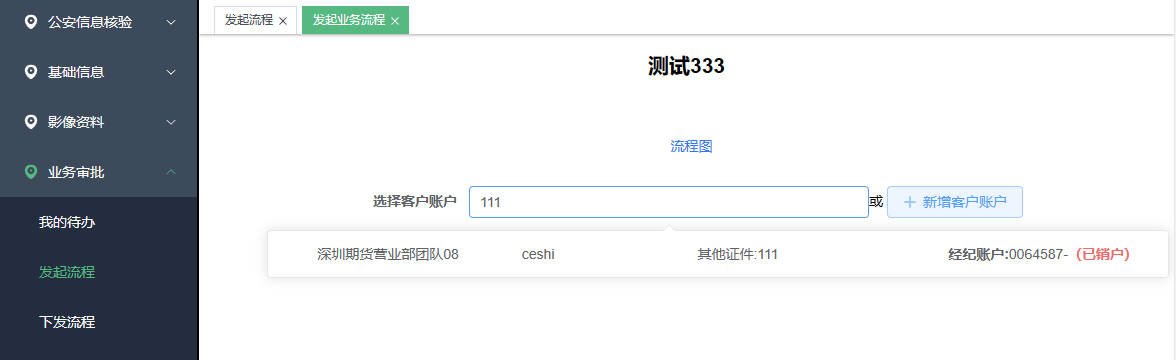 公安信息核验
基础信息
影像资料
业务审批
我的待办
发起流程
下发流程
发起流程 ×
发起业务流程 ×
测试333
流程图
选择客户账户 111 或 + 新增客户账户
深圳期货营业部团队08 ceshi 其他证件:111 经纪账户:0064587-（已销户）